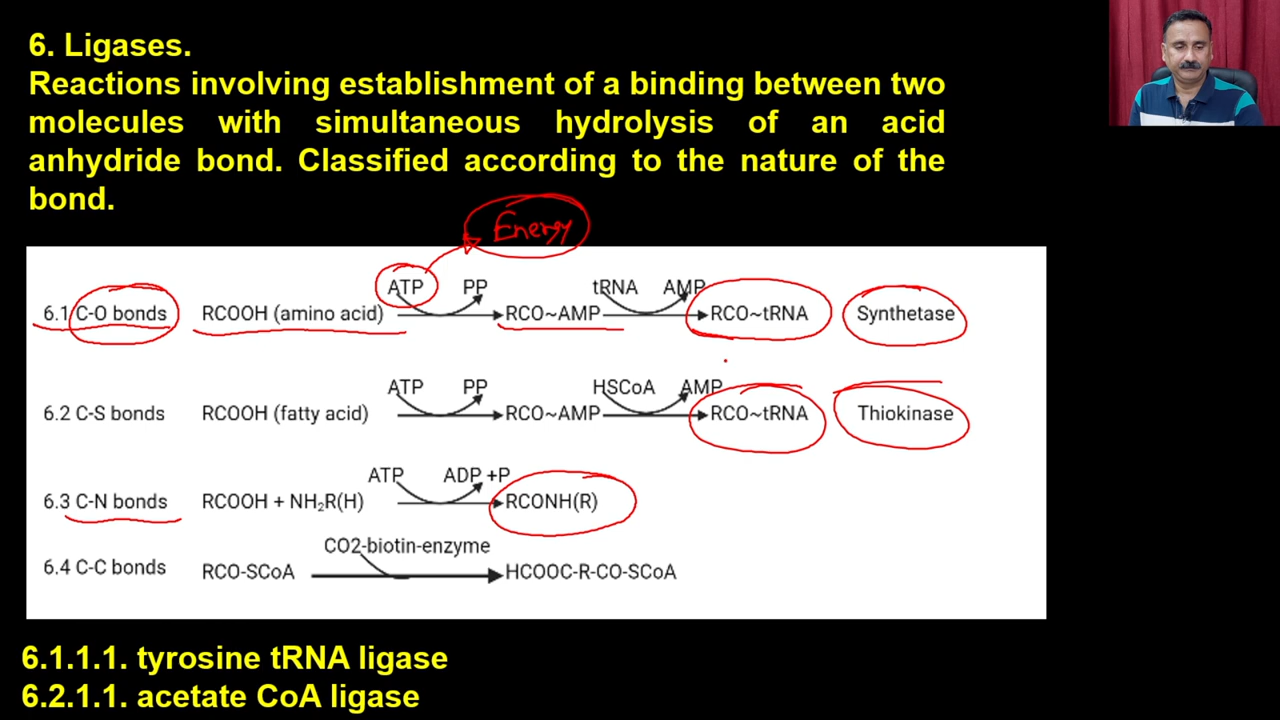 6. Ligases.
Reactions involving establishment of a binding between two
molecules with simultaneous hydrolysis of an acid
anhydride bond. Classified according to the nature of the
bond.
Energy
ATP PP tRNA AMP
6.1 C-O bonds RCOOH (amino acid) RCO~AMP RCO~tRNA Synthetase
ATP PP HSCoA AMP
6.2 C-S bonds RCOOH (fatty acid) RCO~AMP RCO~tRNA Thiokinase
ATP ADP +P
6.3 C-N bonds RCOOH + NH₂R(H) RCONH(R)
CO2-biotin-enzyme
6.4 C-C bonds RCO-SCoA HCOOC-R-CO-SCoA
6.1.1.1. tyrosine tRNA ligase
6.2.1.1. acetate CoA ligase